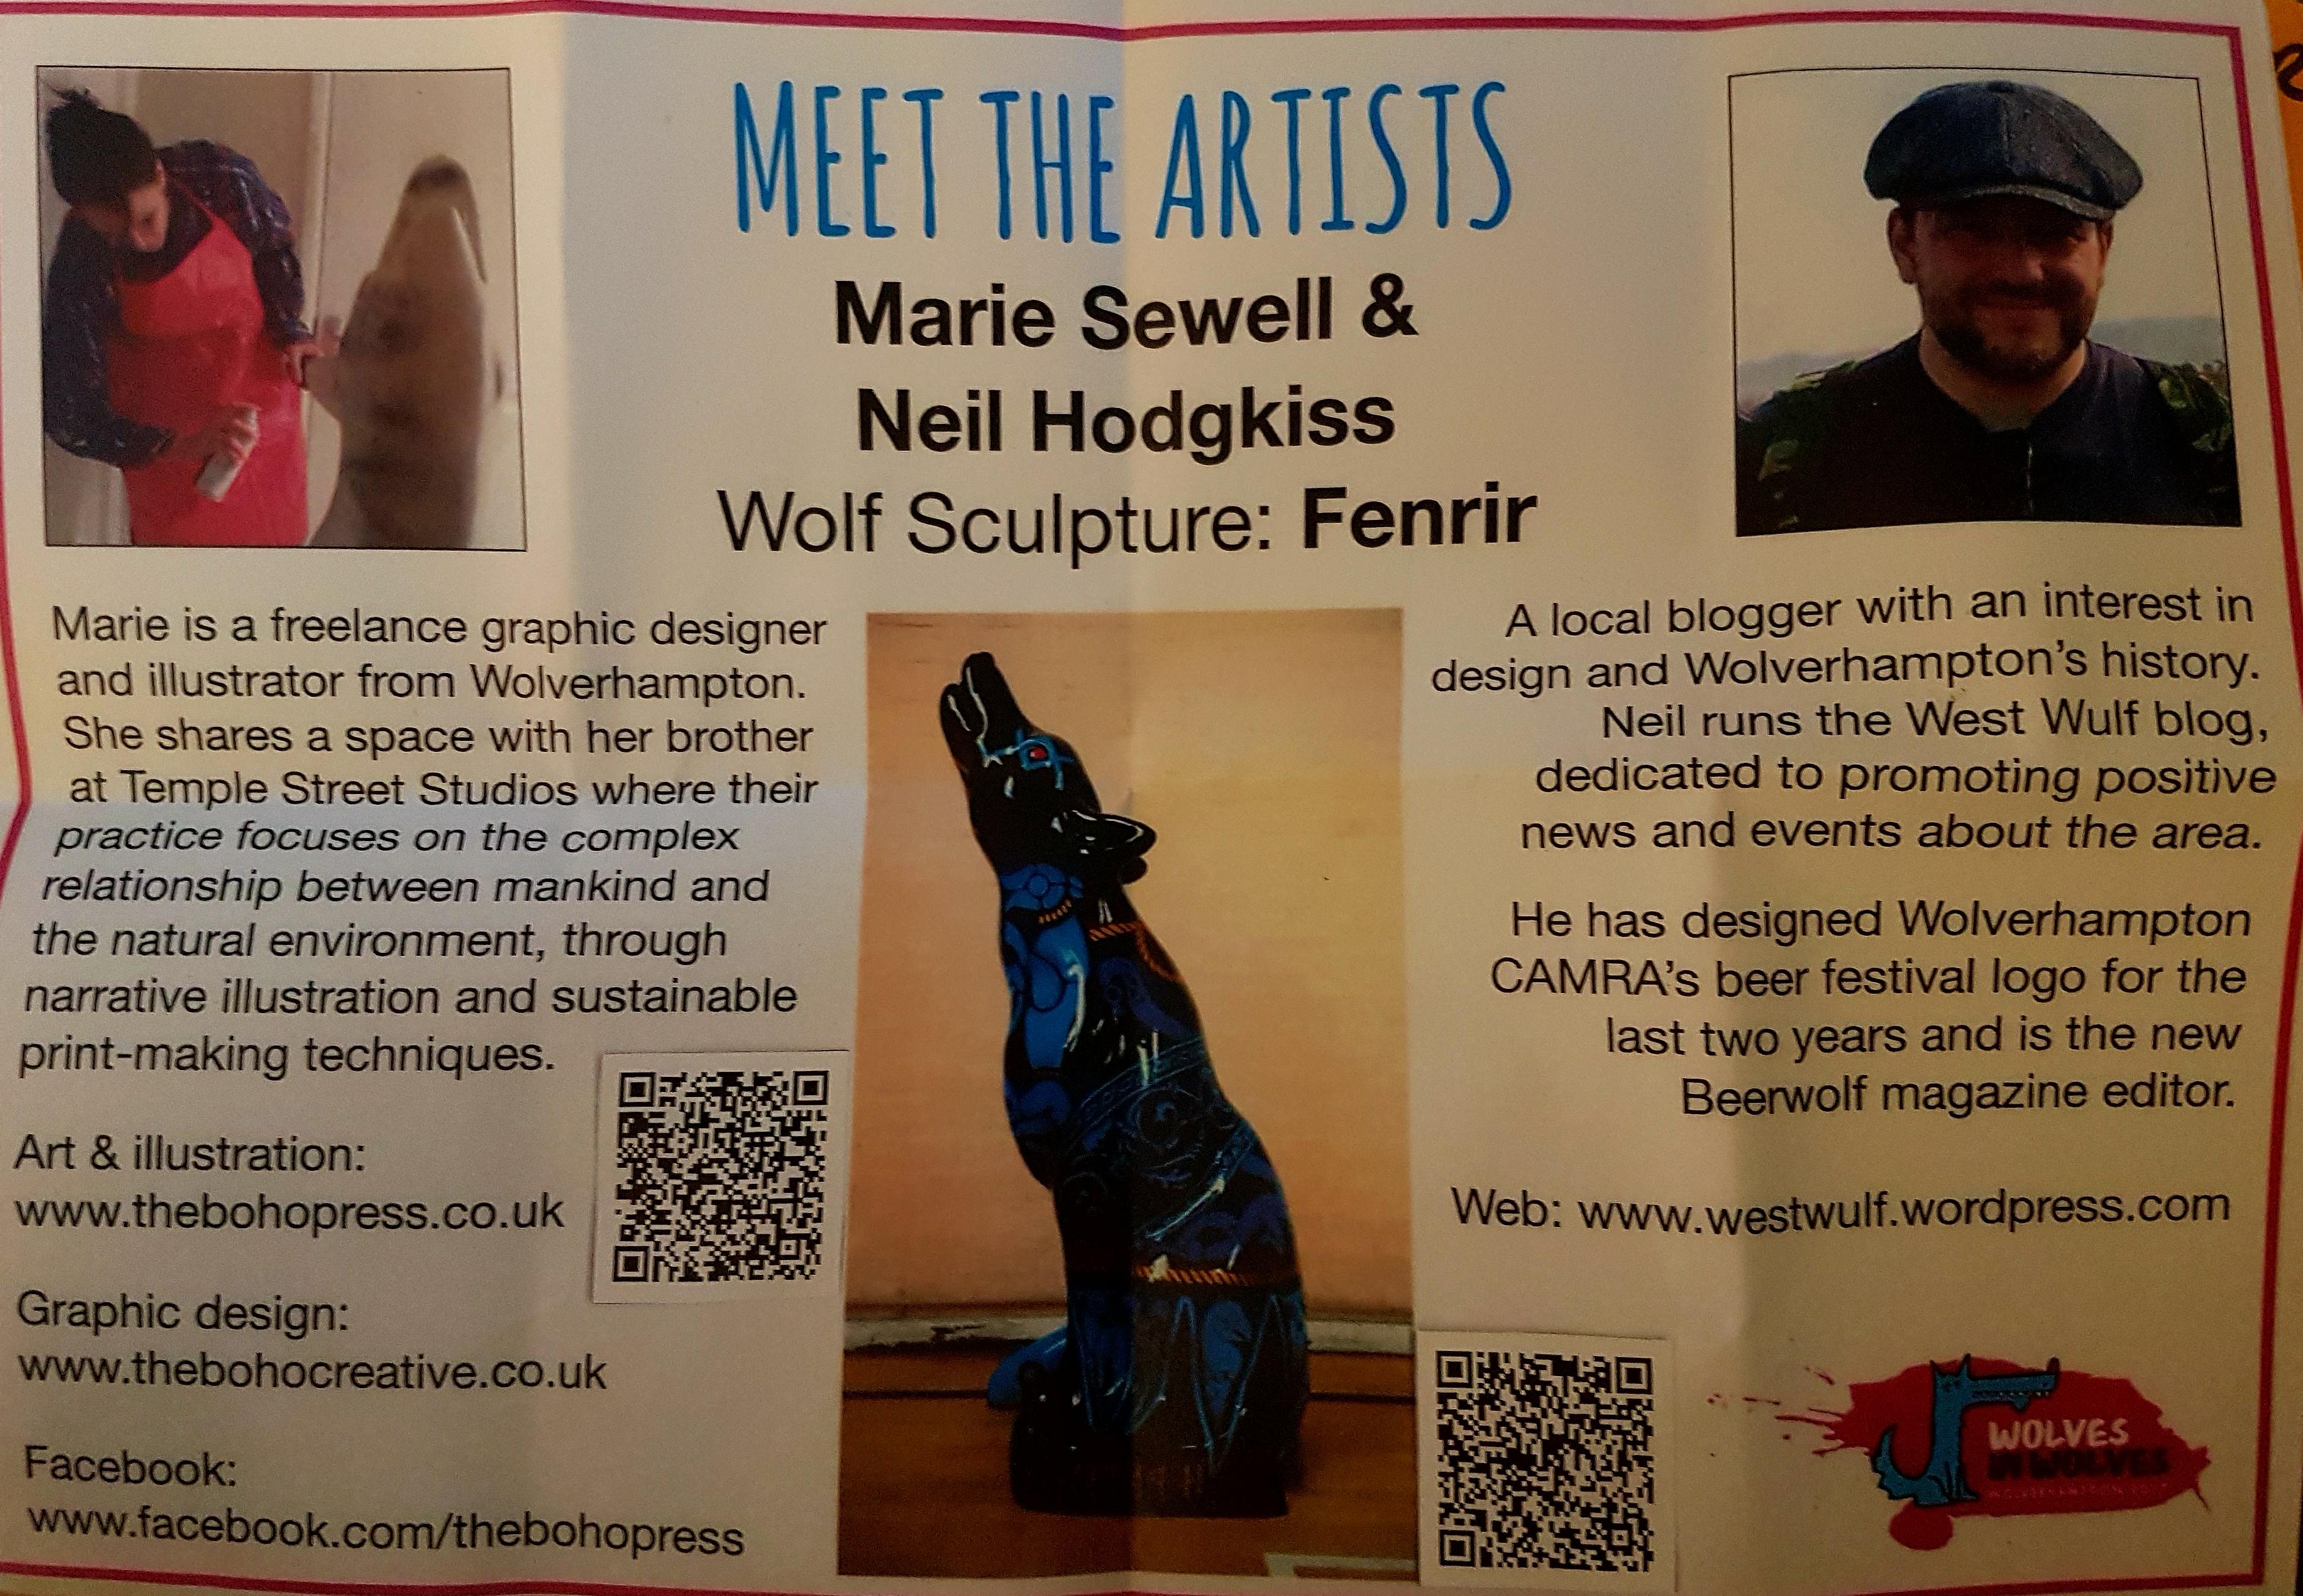 MEET THE ARTISTS
Marie Sewell &
Neil Hodgkiss
Wolf Sculpture: Fenrir
Marie is a freelance graphic designer
and illustrator from Wolverhampton.
She shares a space with her brother
at Temple Street Studios where their
practice focuses on the complex
relationship between mankind and
the natural environment, through
narrative illustration and sustainable
print-making techniques.
Art & illustration:
www.thebohopress.co.uk
Graphic design:
www.thebohocreative.co.uk
Facebook:
www.facebook.com/thebohopress
A local blogger with an interest in
design and Wolverhampton's history.
Neil runs the West Wulf blog,
dedicated to promoting positive
news and events about the area.
He has designed Wolverhampton
CAMRA's beer festival logo for the
last two years and is the new
Beerwolf magazine editor.
Web: www.westwulf.wordpress.com
WOLVES
IN WOLVES